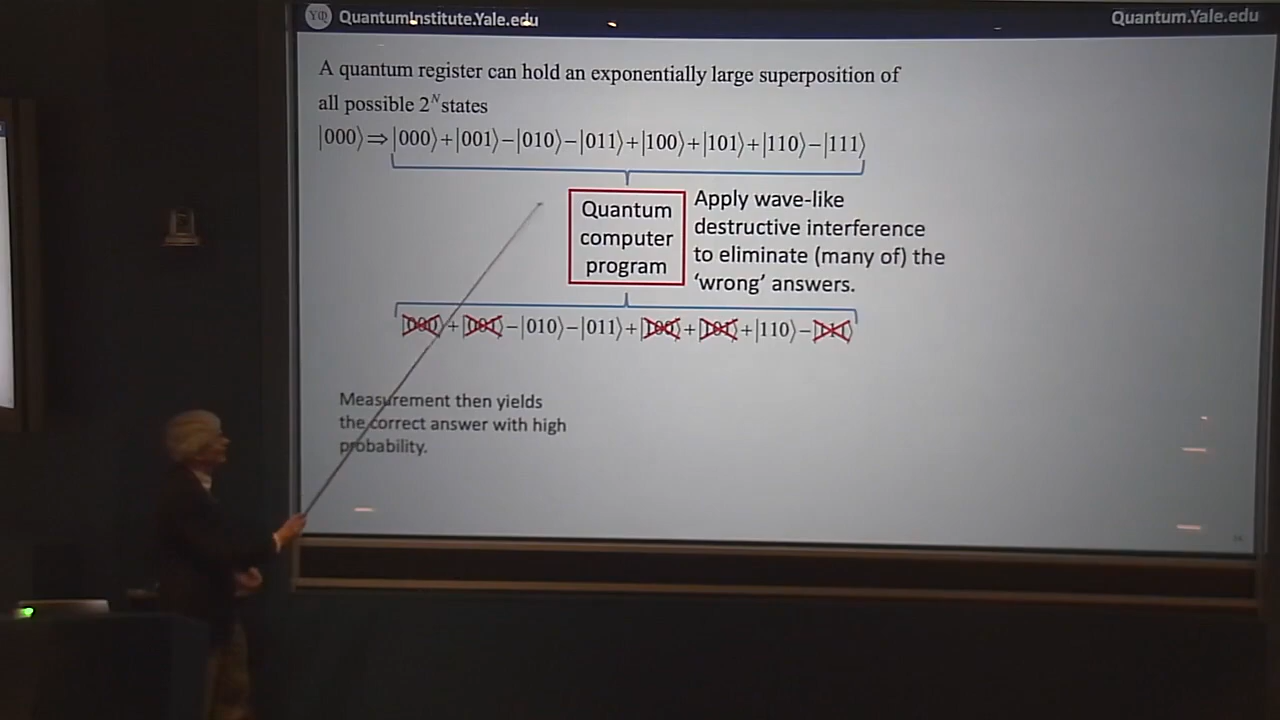 YQ QuantumInstitute.Yale.edu
Quantum.Yale.edu
A quantum register can hold an exponentially large superposition of
all possible 2ᴺ states
|000⟩⇒|000⟩+|001⟩−|010⟩−|011⟩+|100⟩+|101⟩+|110⟩−|111⟩
Quantum
computer
program
Apply wave-like
destructive interference
to eliminate (many of) the
‘wrong’ answers.
|000⟩+|001⟩−|010⟩−|011⟩+|100⟩+|101⟩+|110⟩−|111⟩
Measurement then yields
the correct answer with high
probability.